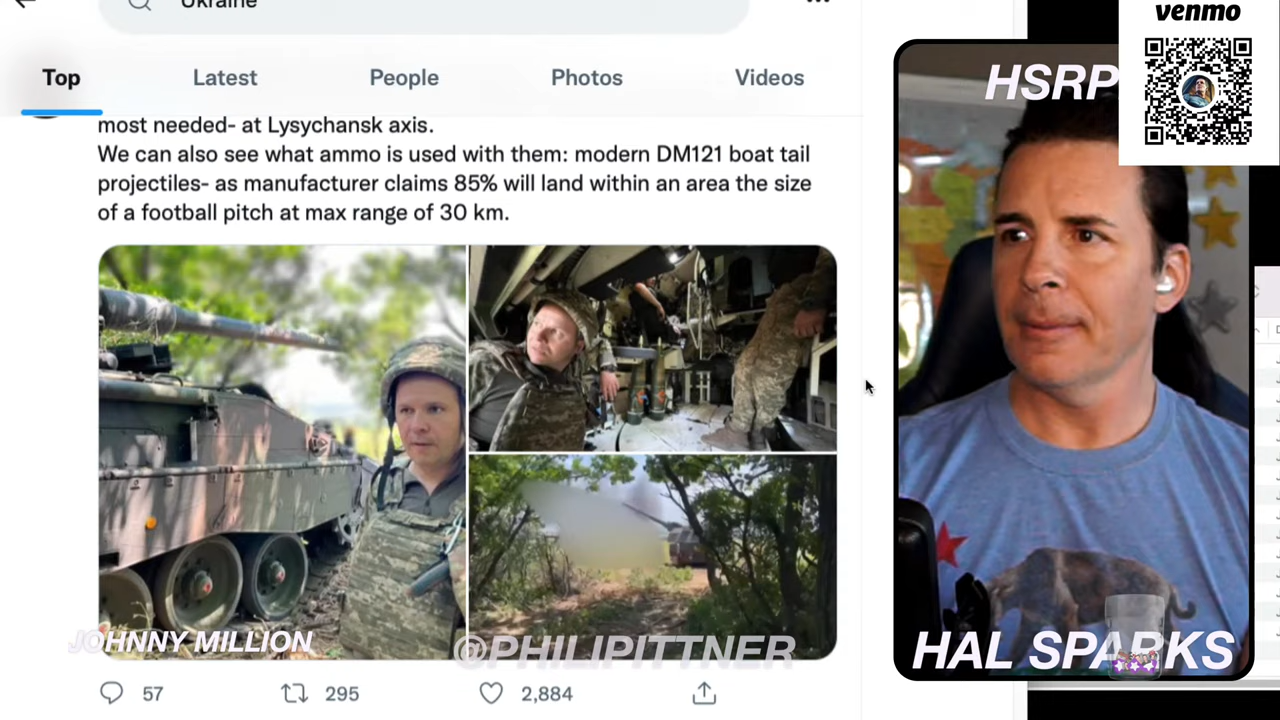 Ukraine
venmo
Top
Latest
People
Photos
Videos
HSRP
most needed- at Lysychansk axis.
We can also see what ammo is used with them: modern DM121 boat tail
projectiles- as manufacturer claims 85% will land within an area the size
of a football pitch at max range of 30 km.
JOHNNY MILLION
@PHILIPITTNER
HAL SPARKS
57
295
2,884